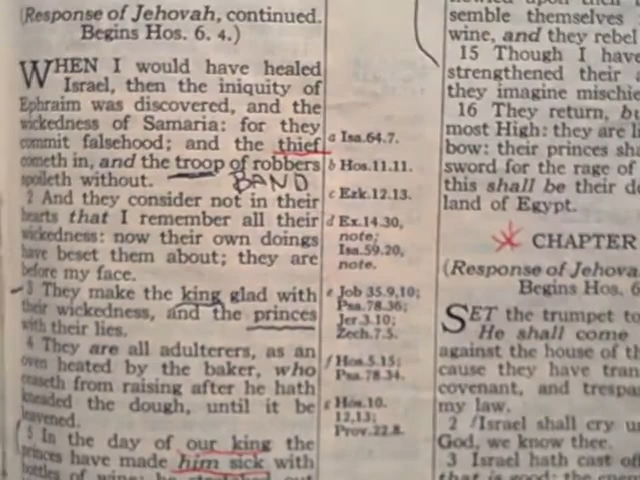 (Response of Jehovah, continued.
Begins Hos. 6. 4.)
WHEN I would have healed
Israel, then the iniquity of
Ephraim was discovered, and the
wickedness of Samaria: for they
commit falsehood; and the thief
cometh in, and the troop of robbers
spoileth without.
BAND
2 And they consider not in their
hearts that I remember all their
wickedness: now their own doings
have beset them about; they are
before my face.
3 They make the king glad with
their wickedness, and the princes
with their lies.
4 They are all adulterers, as an
oven heated by the baker, who
ceaseth from raising after he hath
kneaded the dough, until it be
leavened.
5 In the day of our king the
princes have made him sick with
bottles of wine; he
a Isa.64.7.
b Hos.11.11.
c Ezk.12.13.
d Ex.14.30,
note;
Isa.59.20,
note.
e Job 35.9,10;
Psa.78.36;
Jer.3.10;
Zech.7.5.
f Hos.5.15;
Psa.78.34.
g Hos.10.
12,13;
Prov.22.8.
semble themselves
wine, and they rebel
15 Though I have
strengthened their
they imagine mischie
16 They return, bu
most High: they are l
bow: their princes sha
sword for the rage of
this shall be their de
land of Egypt.
CHAPTER
(Response of Jehova
Begins Hos. 6
SET the trumpet to
He shall come
against the house of th
cause they have tran
covenant, and trespa
my law.
2 Israel shall cry u
God, we know thee.
3 Israel hath cast of
that is good: the enem